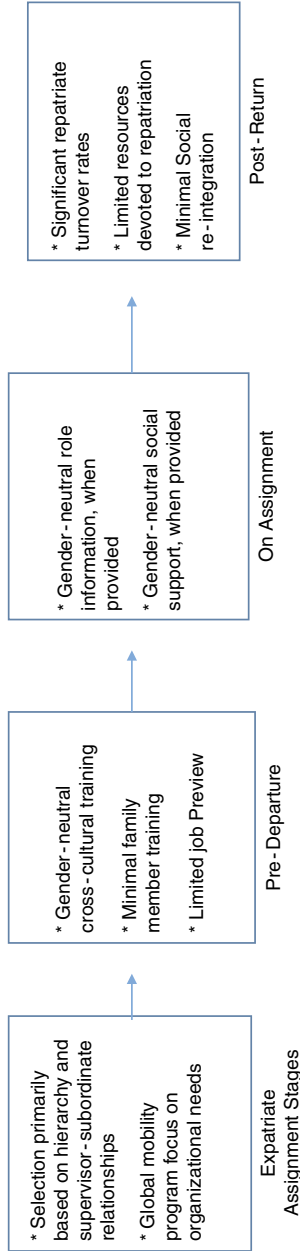 * Selection primarily
based on hierarchy and
supervisor-subordinate
relationships
* Global mobility
program focus on
organizational needs
Expatriate
Assignment Stages
* Gender-neutral
cross-cultural training
* Minimal family
member training
* Limited job Preview
Pre-Departure
* Gender-neutral role
information, when
provided
* Gender-neutral social
support, when provided
On Assignment
* Significant repatriate
turnover rates
* Limited resources
devoted to repatriation
* Minimal Social
re-integration
Post-Return